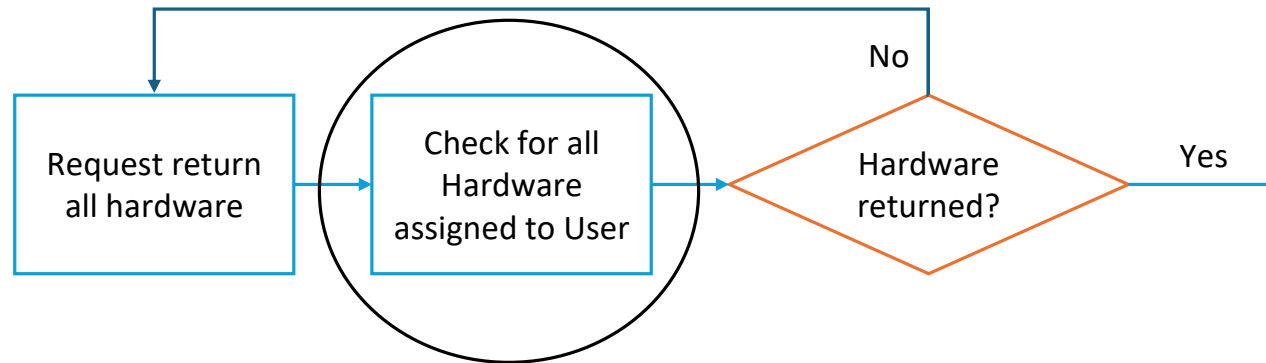 No
Request return
all hardware
Check for all
Hardware
assigned to User
Hardware
returned?
Yes